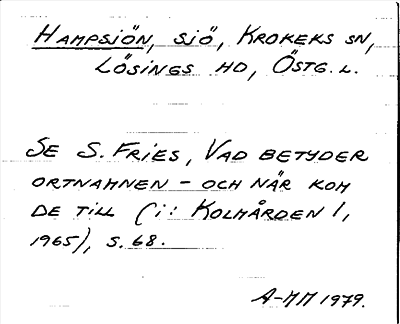 Hampsjön, sjö, Krokeks sn,
Lösings hd, Östg. l.
Se S. Fries, Vad betyder
ortnamnen - och när kom
de till (i: Kolmården 1,
1965), s. 68.
A-MM 1979.